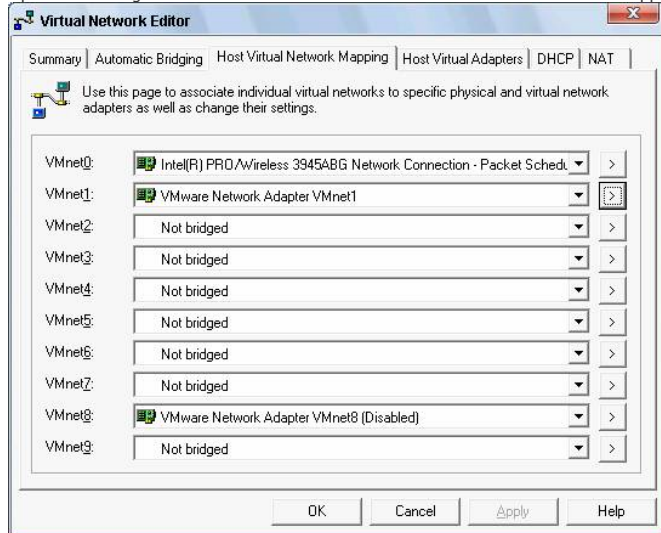 Virtual Network Editor
Summary Automatic Bridging Host Virtual Network Mapping Host Virtual Adapters DHCP NAT
Use this page to associate individual virtual networks to specific physical and virtual network
adapters as well as change their settings.
VMnet0: Intel(R) PRO/Wireless 3945ABG Network Connection - Packet Schedu
VMnet1: VMware Network Adapter VMnet1
VMnet2: Not bridged
VMnet3: Not bridged
VMnet4: Not bridged
VMnet5: Not bridged
VMnet6: Not bridged
VMnet7: Not bridged
VMnet8: VMware Network Adapter VMnet8 (Disabled)
VMnet9: Not bridged
OK Cancel Apply Help